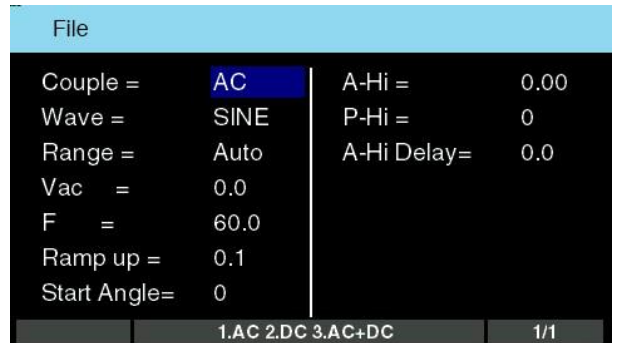 File
Couple = AC
Wave = SINE
Range = Auto
Vac = 0.0
F = 60.0
Ramp up = 0.1
Start Angle= 0
A-Hi = 0.00
P-Hi = 0
A-Hi Delay= 0.0
1.AC 2.DC 3.AC+DC 1/1